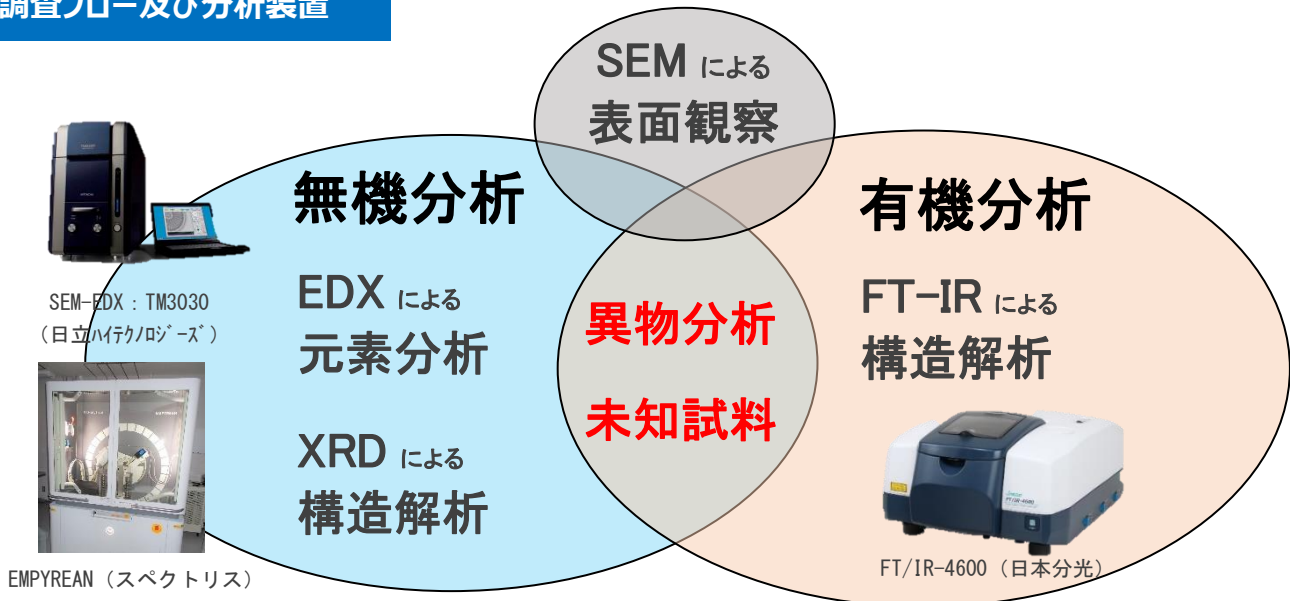 調査フロー及び分析装置
SEM による
表面観察
無機分析
有機分析
EDX による
元素分析
XRD による
構造解析
異物分析
未知試料
FT-IR による
構造解析
SEM-EDX：TM3030
（日立ﾊｲﾃｸﾉﾛｼﾞｰｽﾞ）
EMPYREAN（スペクトリス）
FT/IR-4600
FT/IR-4600（日本分光）